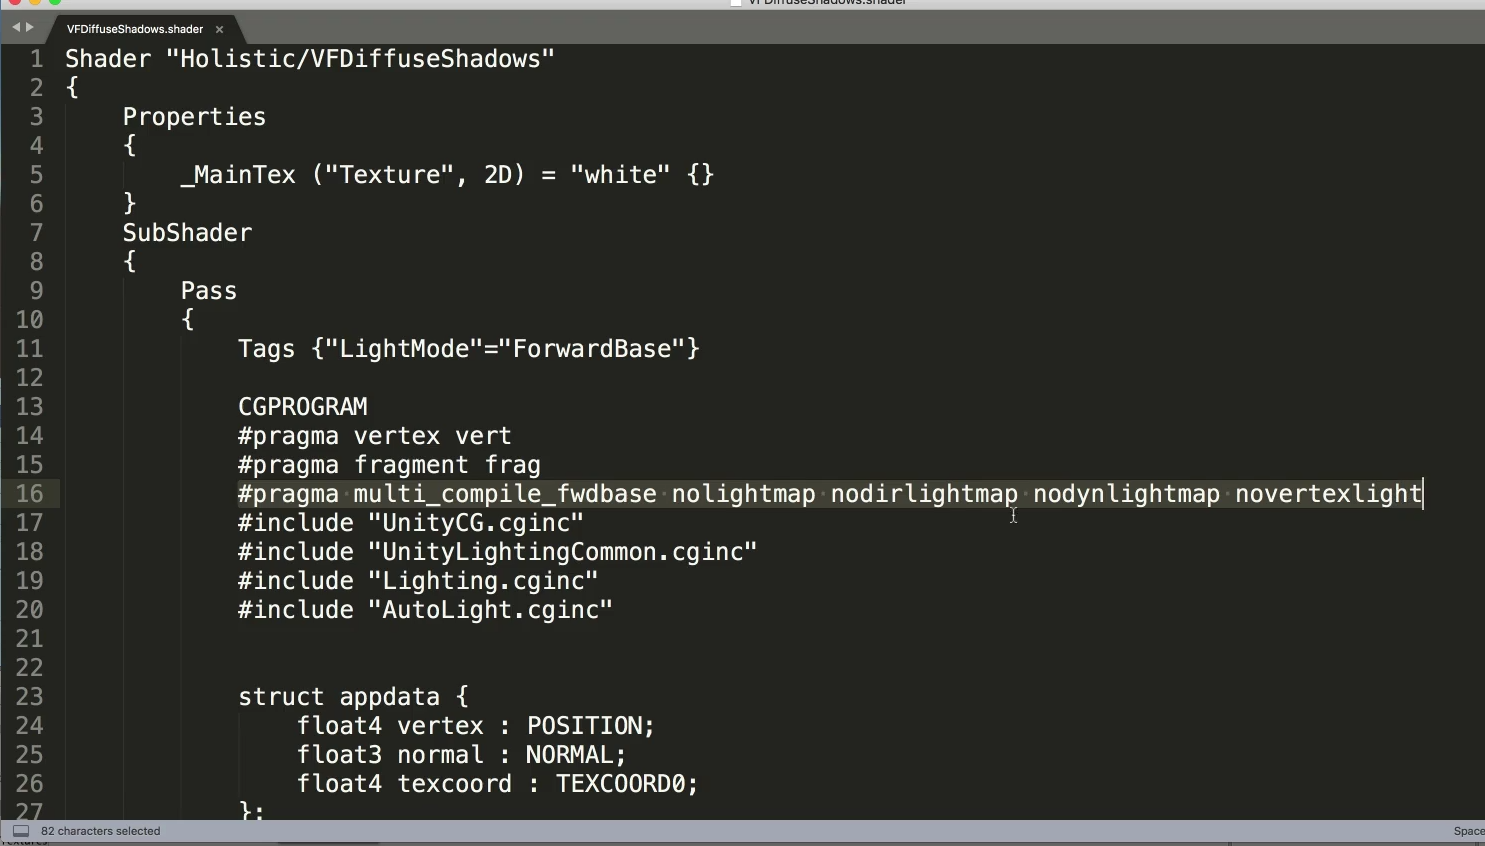 VFDiffuseShadows.shader
VFDiffuseShadows.shader ×
1 Shader "Holistic/VFDiffuseShadows"
2 {
3 Properties
4 {
5 _MainTex ("Texture", 2D) = "white" {}
6 }
7 SubShader
8 {
9 Pass
10 {
11 Tags {"LightMode"="ForwardBase"}
12
13 CGPROGRAM
14 #pragma vertex vert
15 #pragma fragment frag
16 #pragma multi_compile_fwdbase nolightmap nodirlightmap nodynlightmap novertexlight
17 #include "UnityCG.cginc"
18 #include "UnityLightingCommon.cginc"
19 #include "Lighting.cginc"
20 #include "AutoLight.cginc"
21
22
23 struct appdata {
24 float4 vertex : POSITION;
25 float3 normal : NORMAL;
26 float4 texcoord : TEXCOORD0;
27 };
82 characters selected
Space